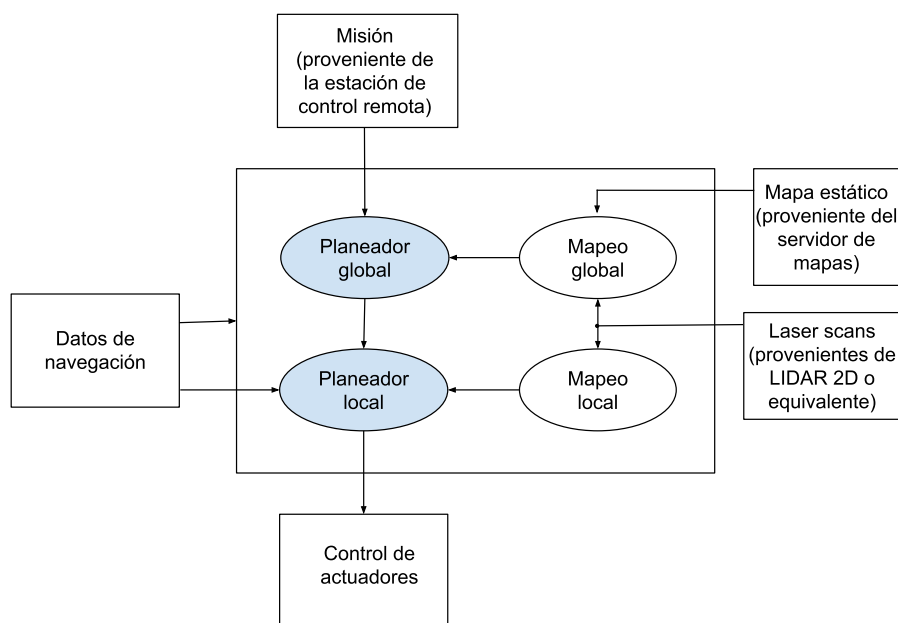 Misión
(proveniente de
la estación de
control remota)
Planeador
global
Mapeo
global
Mapa estático
(proveniente del
servidor de
mapas)
Datos de
navegación
Planeador
local
Mapeo
local
Laser scans
(provenientes de
LIDAR 2D o
equivalente)
Control de
actuadores